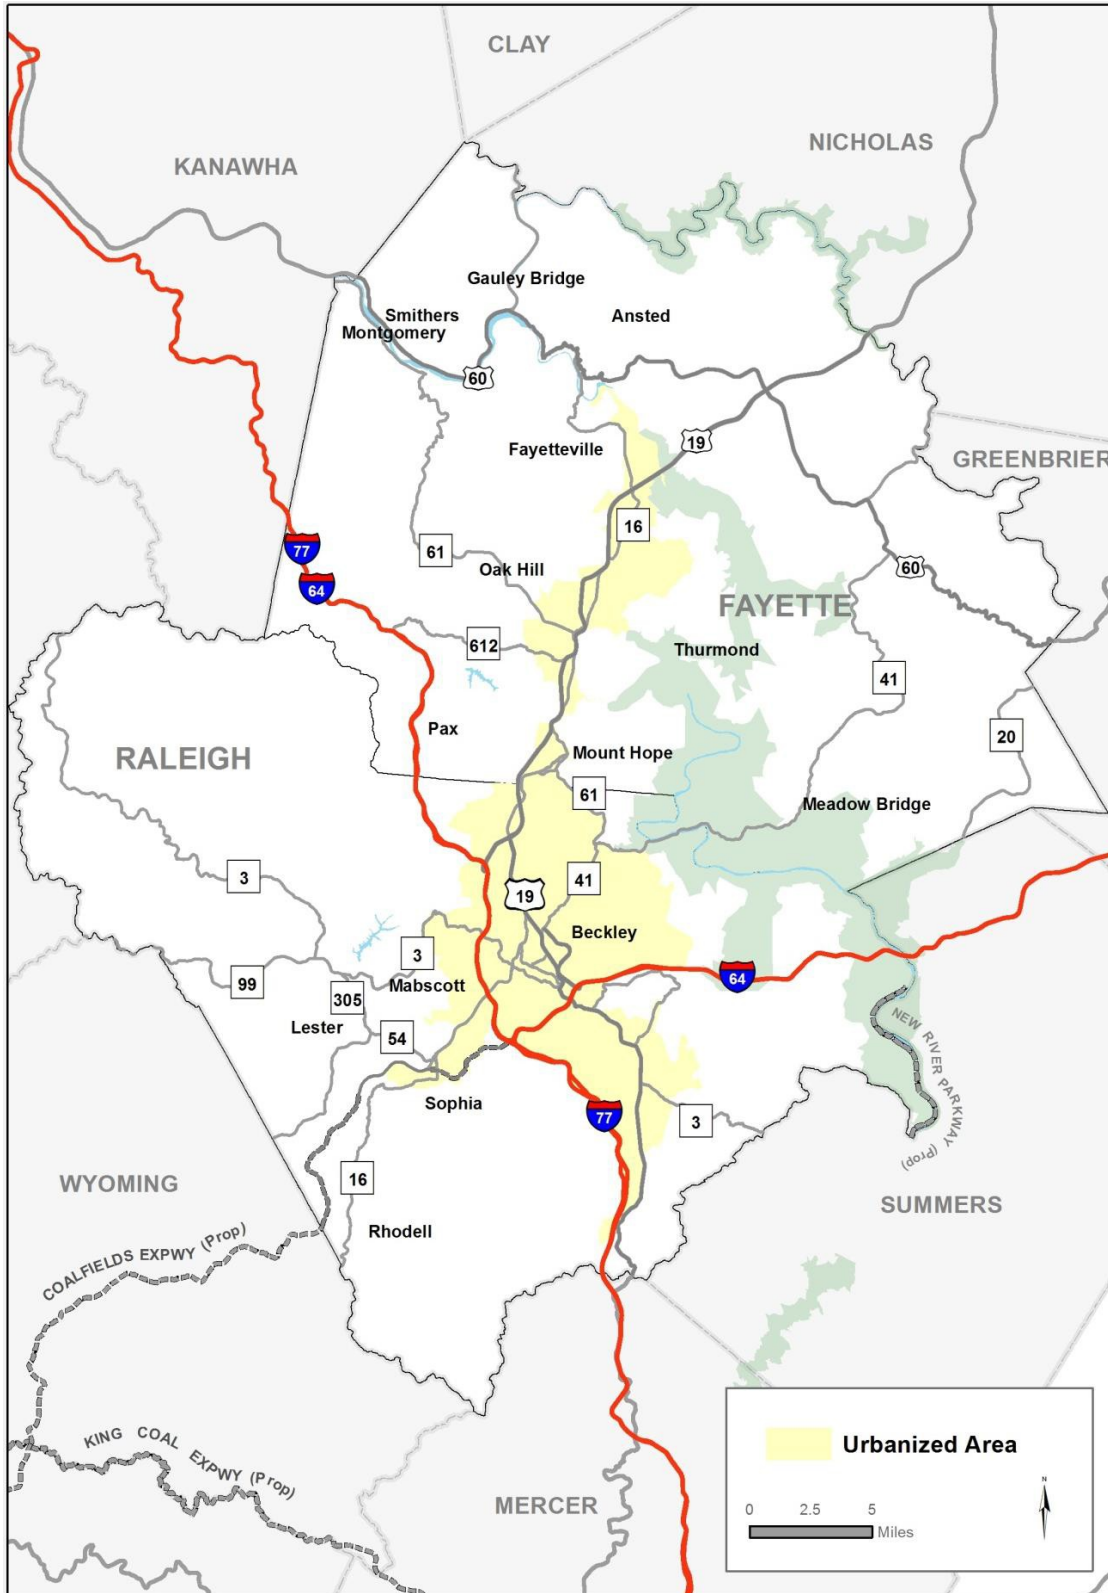 CLAY
NICHOLAS
KANAWHA
Gauley Bridge
Smithers
Ansted
Montgomery
60
19
Fayetteville
GREENBRIER
16
77
61
Oak Hill
60
64
FAYETTE
612
Thurmond
41
Pax
20
RALEIGH
Mount Hope
61
Meadow Bridge
3
41
19
Beckley
3
64
99
Mabscott
305
Lester
54
NEW RIVER PARKWAY (Prop)
Sophia
77
3
16
WYOMING
SUMMERS
Rhodell
COALFIELDS EXPWY (Prop)
KING COAL EXPWY (Prop)
Urbanized Area
MERCER
N
0 2.5 5
Miles